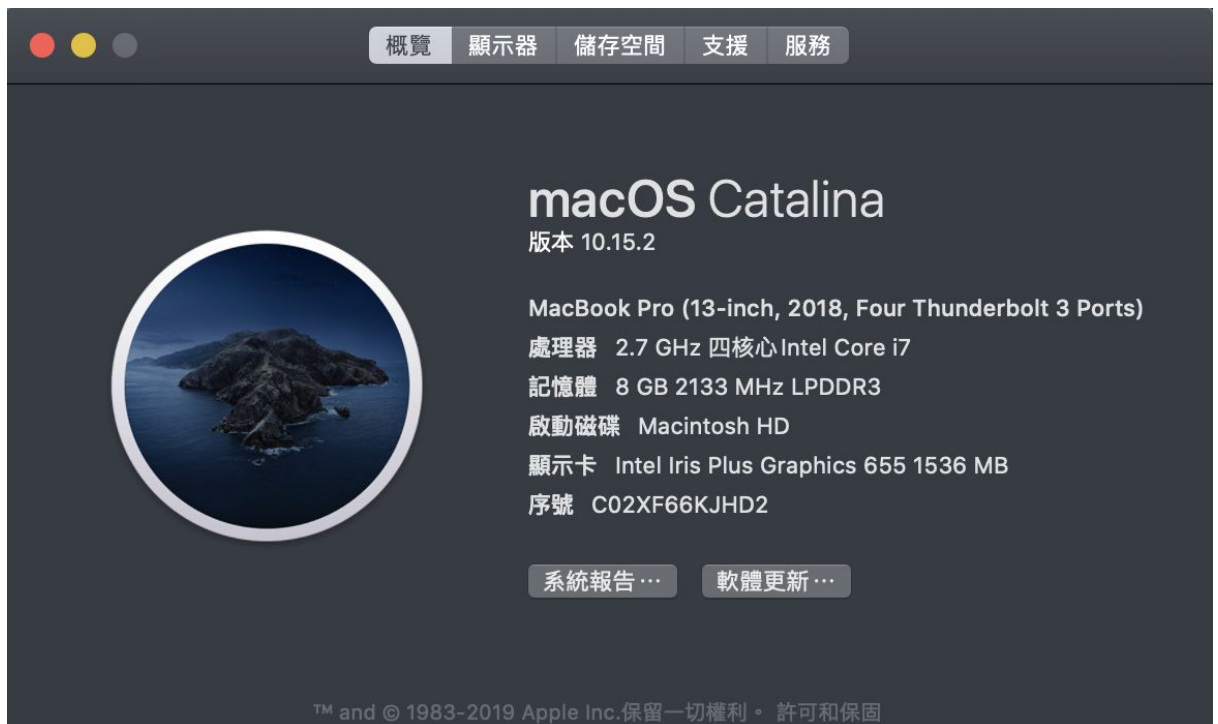 概覽 顯示器 儲存空間 支援 服務
macOS Catalina
版本 10.15.2
MacBook Pro (13-inch, 2018, Four Thunderbolt 3 Ports)
處理器 2.7 GHz 四核心Intel Core i7
記憶體 8 GB 2133 MHz LPDDR3
啟動磁碟 Macintosh HD
顯示卡 Intel Iris Plus Graphics 655 1536 MB
序號 C02XF66KJHD2
系統報告⋯ 軟體更新⋯
™ and © 1983-2019 Apple Inc.保留一切權利。 許可和保固